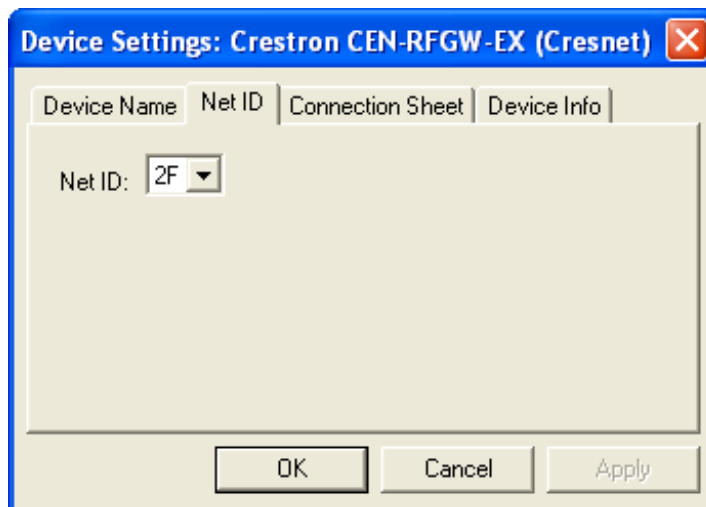 Device Settings: Crestron CEN-RFGW-EX (Cresnet)
Device Name Net ID Connection Sheet Device Info
Net ID: 2F
OK Cancel Apply